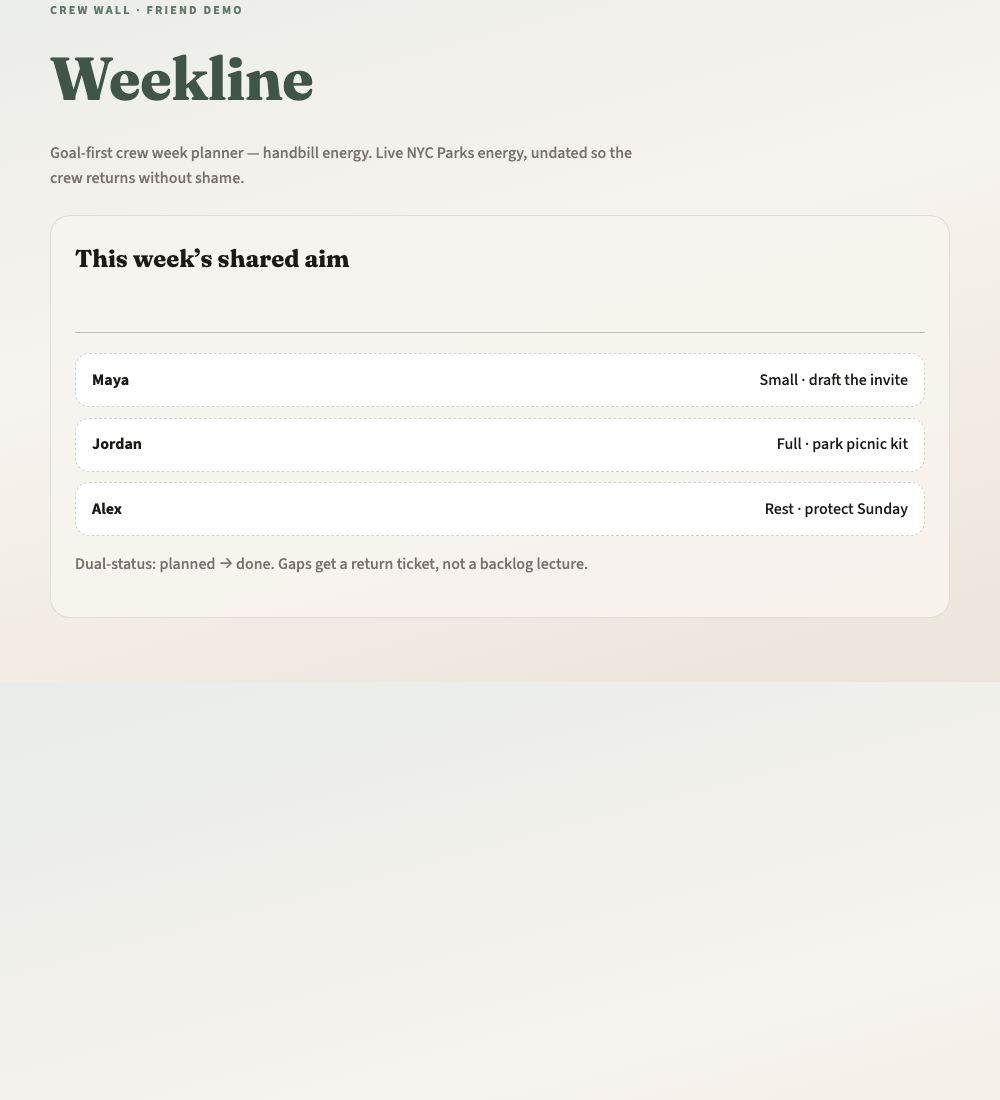 CREW WALL · FRIEND DEMO
Weekline
Goal-first crew week planner — handbill energy. Live NYC Parks energy, undated so the
crew returns without shame.
This week’s shared aim
Maya
Small · draft the invite
Jordan
Full · park picnic kit
Alex
Rest · protect Sunday
Dual-status: planned → done. Gaps get a return ticket, not a backlog lecture.